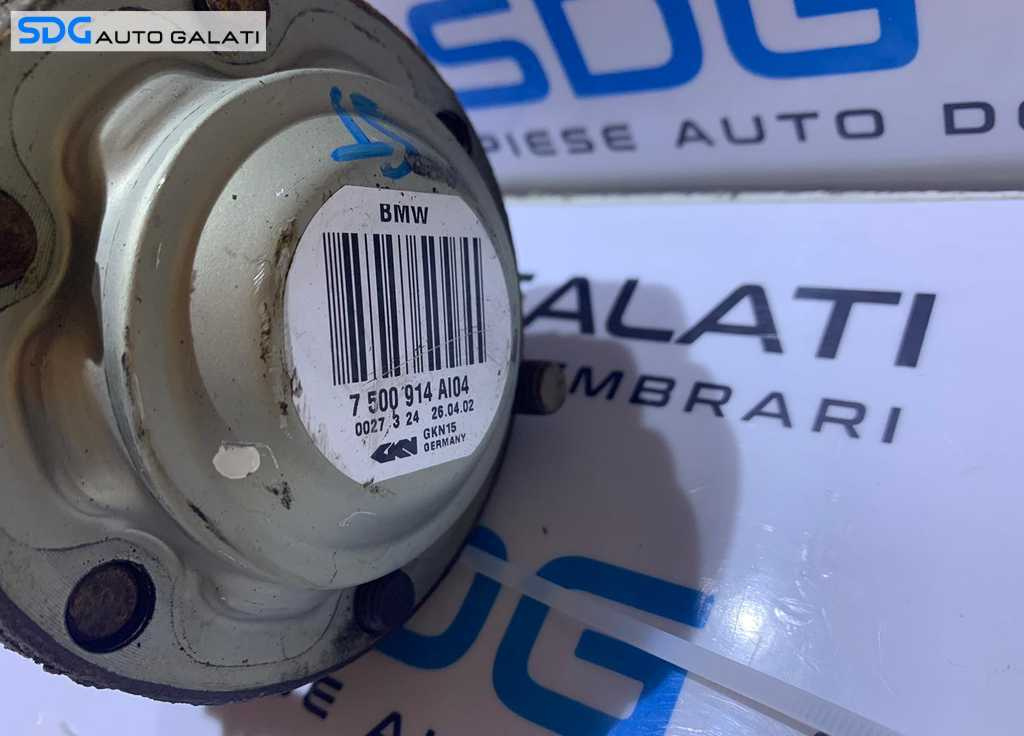 SDG AUTO GALATI
SDG
PIESE AUTO
BMW
7 500 914 AI04
0027 3 24 26.04.02
GKN GKN15
GERMANY
GALATI
EMBRARI
SDG